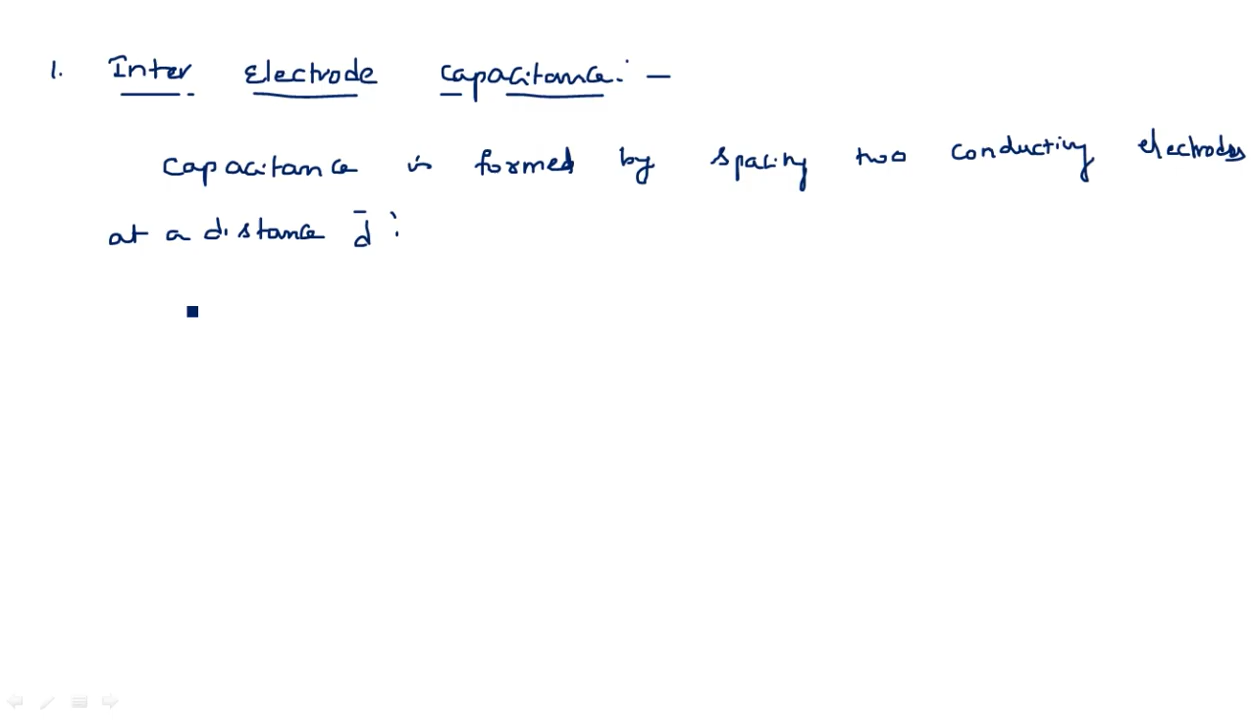 1. Inter Electrode Capacitance: —
Capacitance is formed by spacing two conducting electrodes
at a distance d̄ :